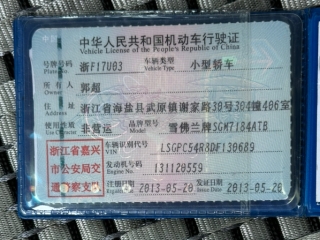 中华人民共和国机动车行驶证
Vehicle License of the People's Republic of China
号牌号码 浙F17U03 车辆类型 小型轿车
Plate No. Vehicle Type
所有人 郭超
Owner
住址 浙江省海盐县武原镇谢家路30号304幢406室
Address
使用性质 非营运 品牌型号 雪佛兰牌SGM7184ATB
Use Character Model
浙江省嘉兴 车辆识别代号 LSGPC54R8DF130689
VIN
市公安局交 发动机号码 131120559
Engine No.
通警察支队 注册日期 2013-05-20 发证日期 2013-05-20
Register Date Issue Date